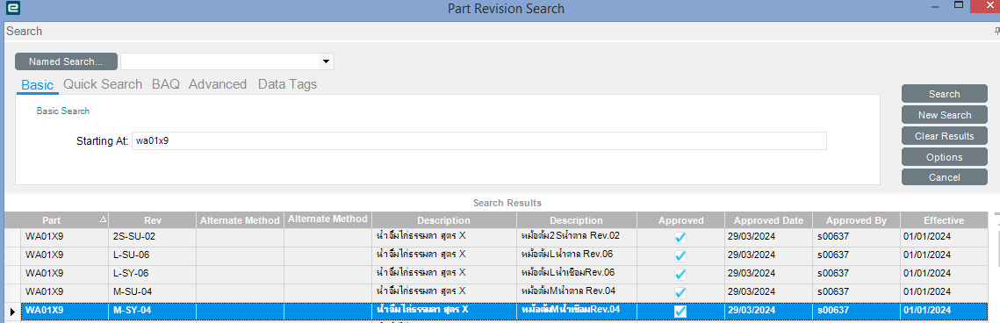 Part Revision Search
Search
Named Search...
Basic Quick Search BAQ Advanced Data Tags
Search
Basic Search
New Search
Starting At: wa01x9
Clear Results
Options
Cancel
Search Results
Part Rev Alternate Method Alternate Method Description Description Approved Approved Date Approved By Effective
WA01X9 2S-SU-02 น้ำจิ้มไก่ธรรมดา สูตร X หม้อต้ม2Sน้ำตาล Rev.02 29/03/2024 s00637 01/01/2024
WA01X9 L-SU-06 น้ำจิ้มไก่ธรรมดา สูตร X หม้อต้มLน้ำตาล Rev.06 29/03/2024 s00637 01/01/2024
WA01X9 L-SY-06 น้ำจิ้มไก่ธรรมดา สูตร X หม้อต้มLน้ำเชื่อมRev.06 29/03/2024 s00637 01/01/2024
WA01X9 M-SU-04 น้ำจิ้มไก่ธรรมดา สูตร X หม้อต้มMน้ำตาล Rev.04 29/03/2024 s00637 01/01/2024
WA01X9 M-SY-04 น้ำจิ้มไก่ธรรมดา สูตร X หม้อต้มMน้ำเชื่อมRev.04 29/03/2024 s00637 01/01/2024